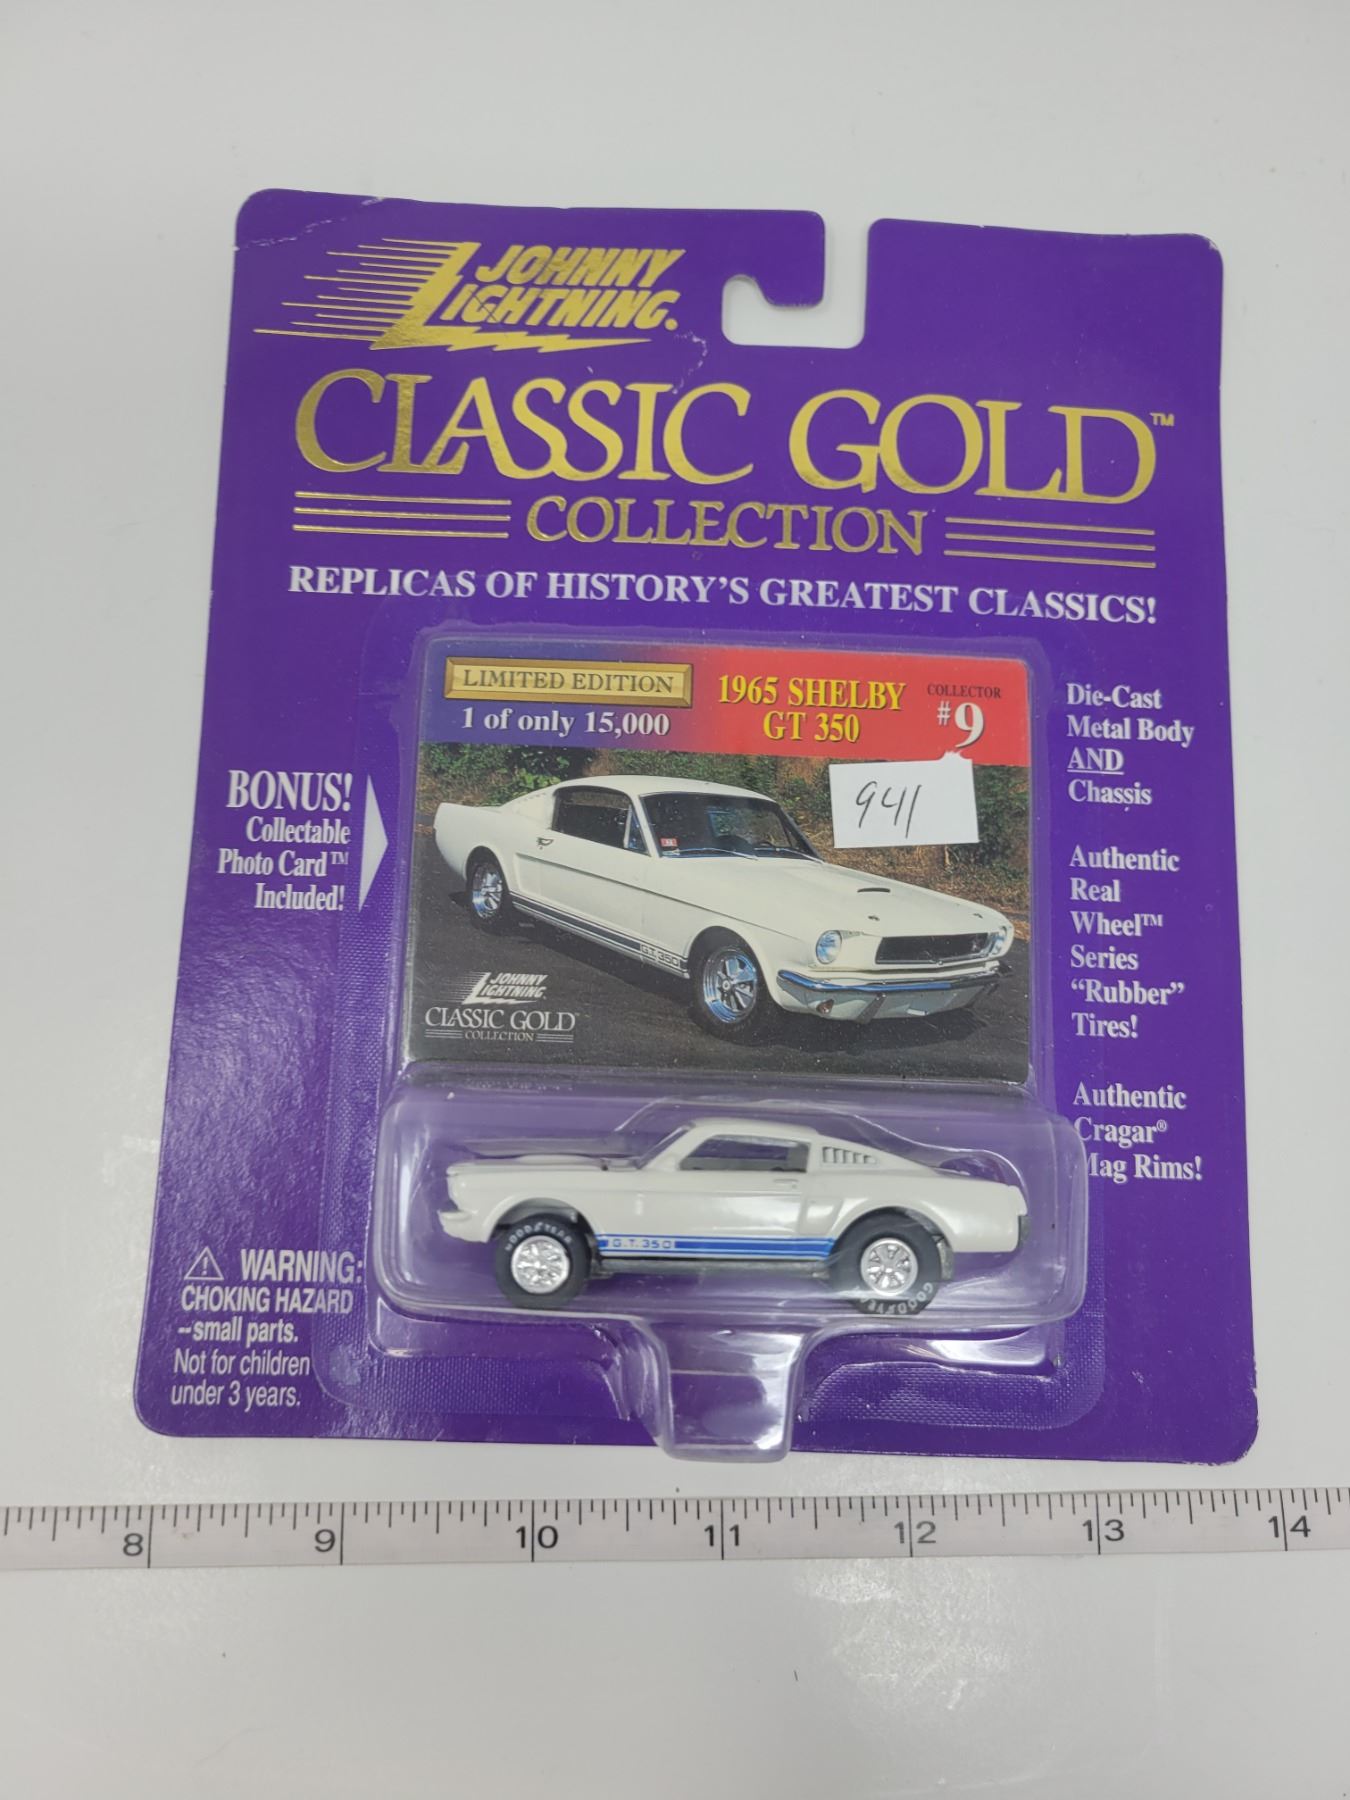 JOHNNY
LIGHTNING.
CLASSIC GOLD™
COLLECTION
REPLICAS OF HISTORY'S GREATEST CLASSICS!
LIMITED EDITION
1 of only 15,000
1965 SHELBY
GT 350
COLLECTOR
#9
941
BONUS!
Collectable
Photo Card™
Included!
G.T. 350
JOHNNY
LIGHTNING.
CLASSIC GOLD™
COLLECTION
Die-Cast
Metal Body
AND
Chassis
Authentic
Real
Wheel™
Series
"Rubber"
Tires!
Authentic
Cragar®
Mag Rims!
GOODYEAR
G.T. 350
GOODYEAR
WARNING:
CHOKING HAZARD
--small parts.
Not for children
under 3 years.
8 9 10 11 12 13 14